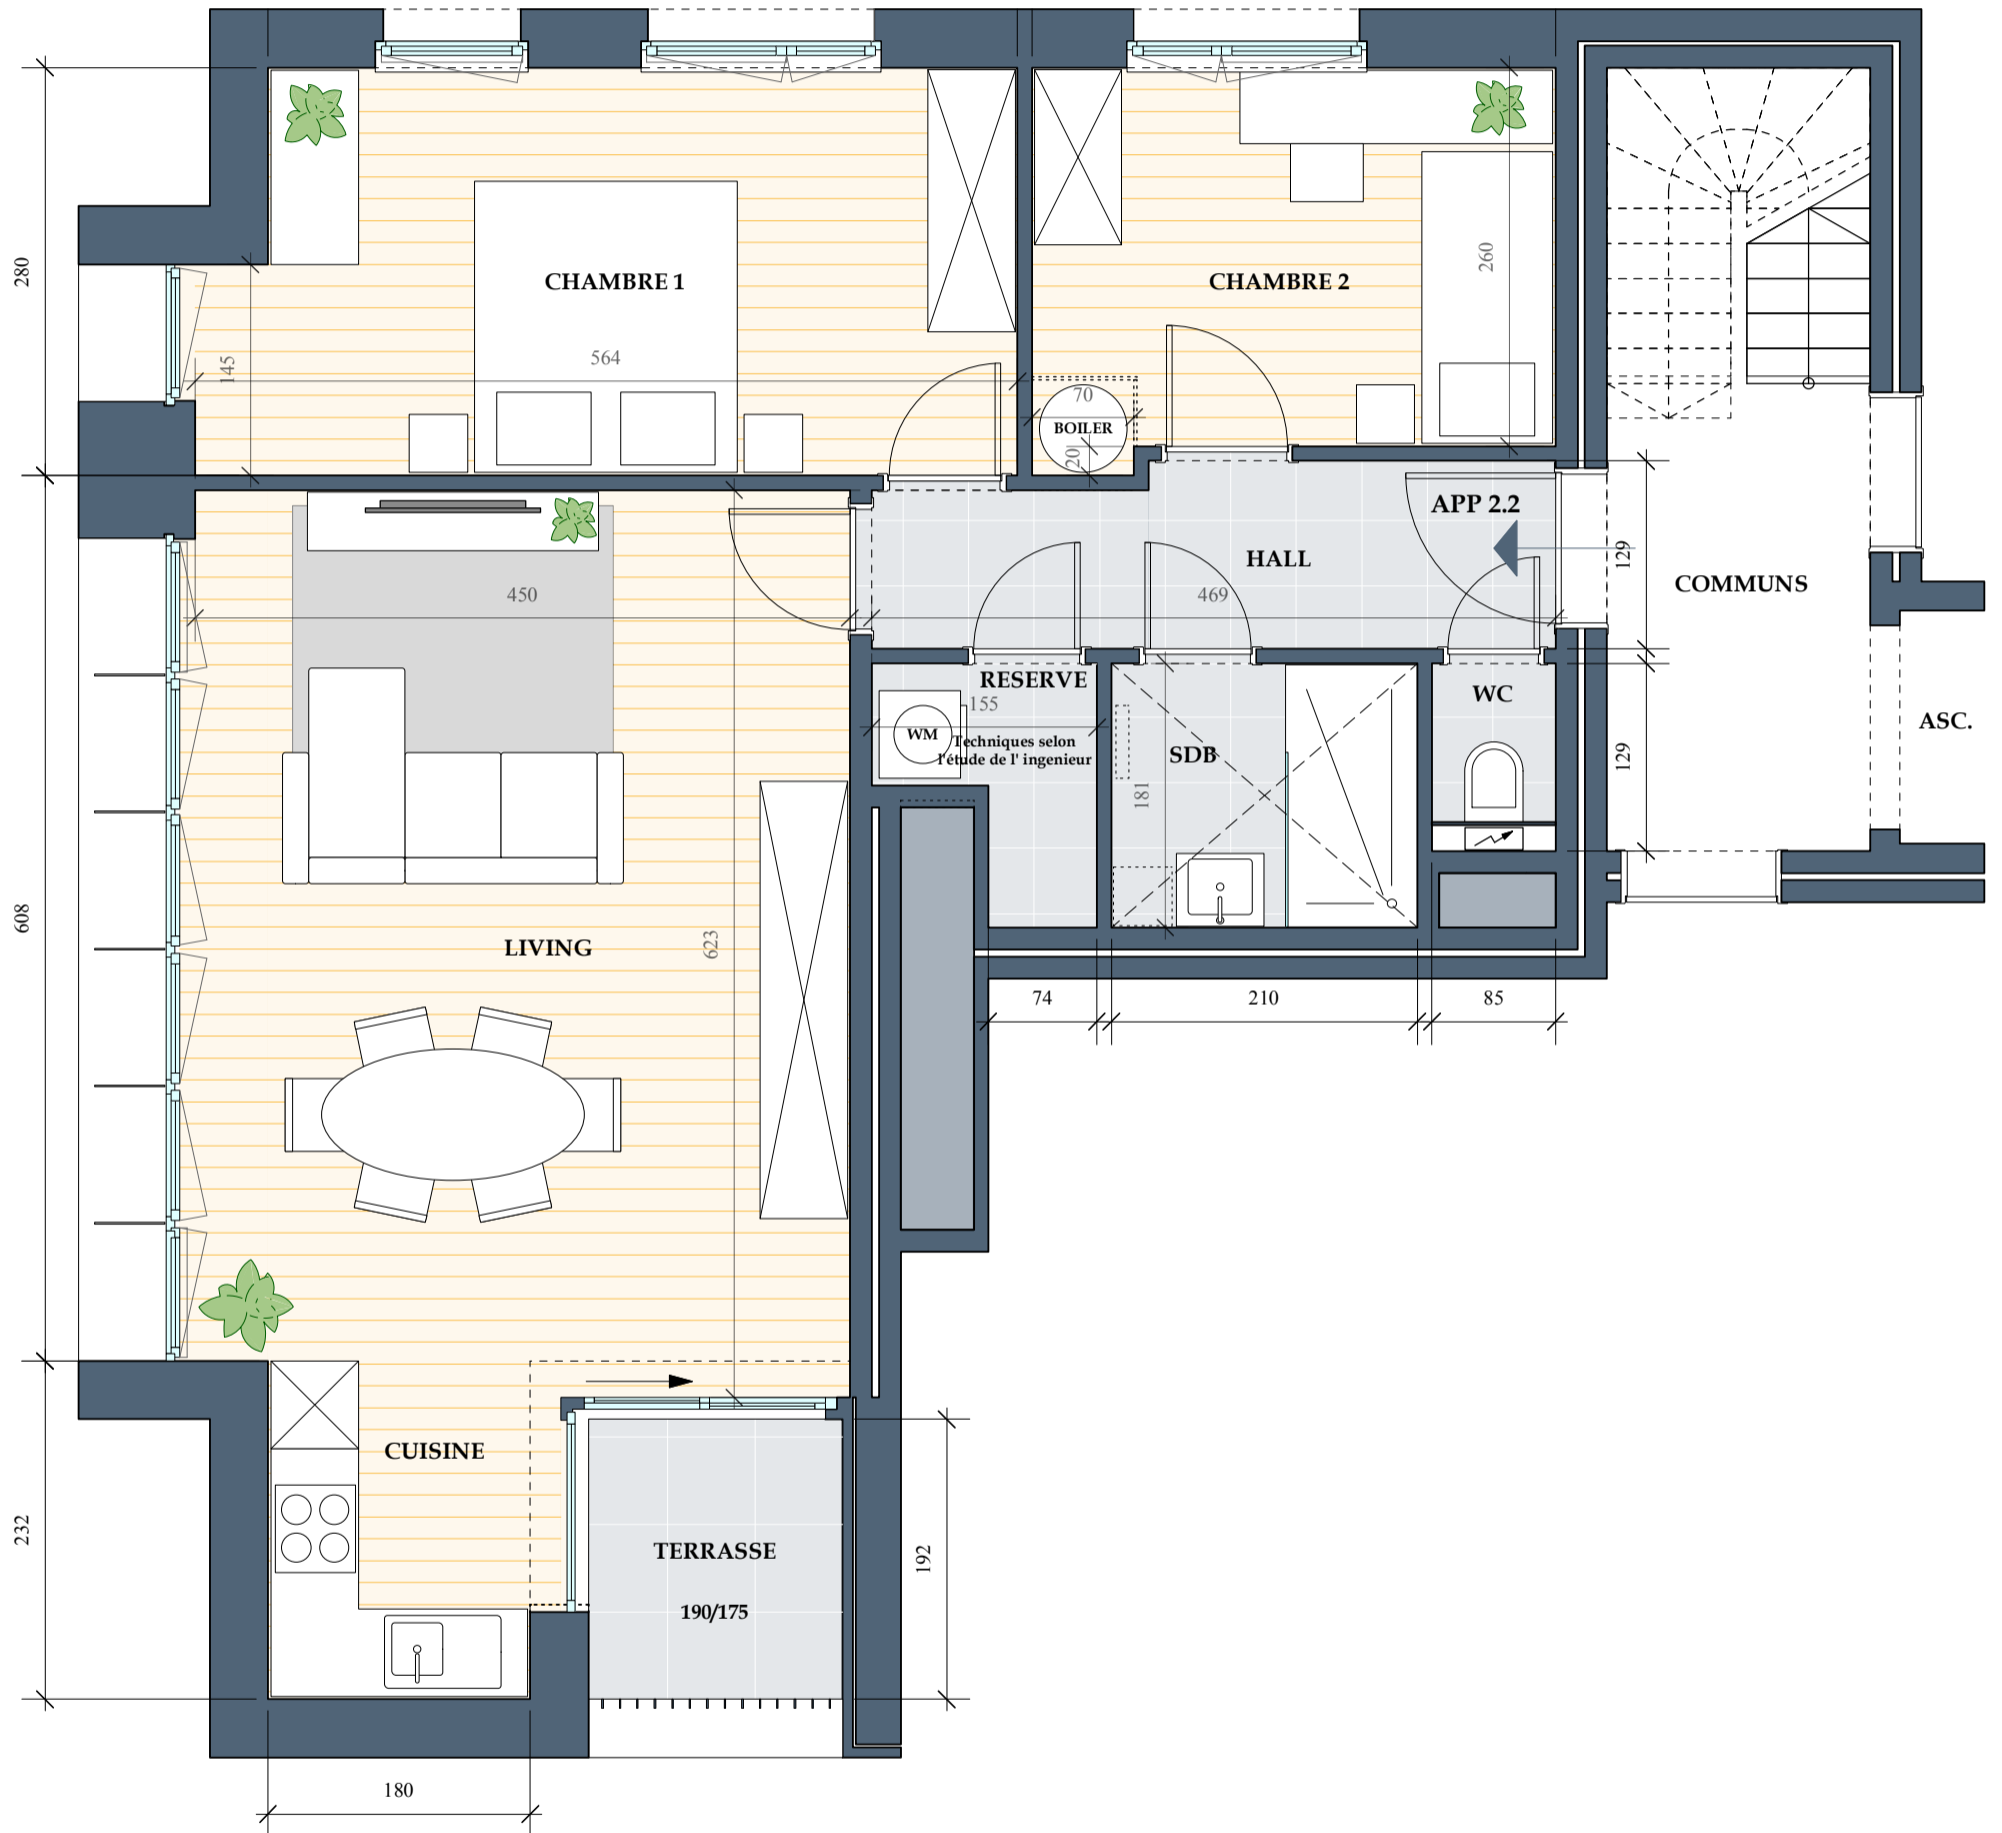 280
CHAMBRE 1
CHAMBRE 2
260
145
564
70
BOILER
20
APP 2.2
HALL
129
COMMUNS
450
469
RESERVE
155
WM
Techniques selon
l'étude de l' ingenieur
SDB
181
WC
129
ASC.
608
LIVING
623
74
210
85
CUISINE
232
TERRASSE
190/175
192
180